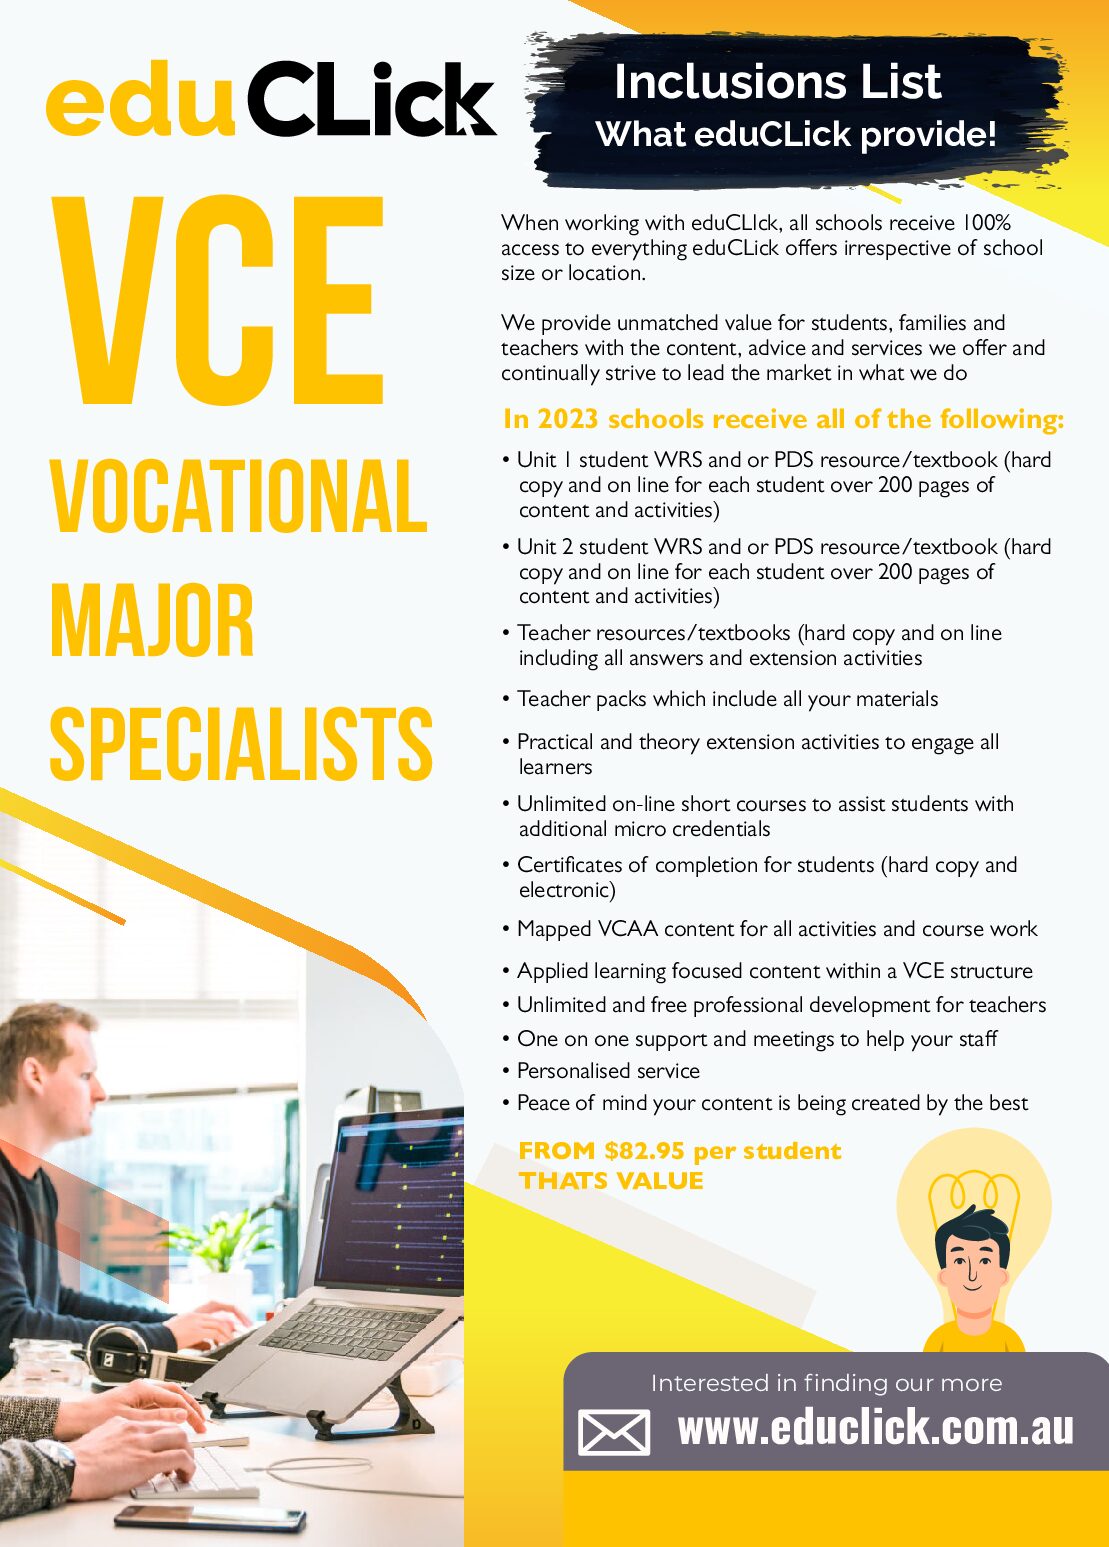 eduCLick
VCE
VOCATIONAL
MAJOR
SPECIALISTS
Inclusions List
What eduCLick provide!
When working with eduCLIck, all schools receive 100%
access to everything eduCLick offers irrespective of school
size or location.
We provide unmatched value for students, families and
teachers with the content, advice and services we offer and
continually strive to lead the market in what we do
In 2023 schools receive all of the following:
• Unit 1 student WRS and or PDS resource/textbook (hard
copy and on line for each student over 200 pages of
content and activities)
• Unit 2 student WRS and or PDS resource/textbook (hard
copy and on line for each student over 200 pages of
content and activities)
• Teacher resources/textbooks (hard copy and on line
including all answers and extension activities
• Teacher packs which include all your materials
• Practical and theory extension activities to engage all
learners
• Unlimited on-line short courses to assist students with
additional micro credentials
• Certificates of completion for students (hard copy and
electronic)
• Mapped VCAA content for all activities and course work
• Applied learning focused content within a VCE structure
• Unlimited and free professional development for teachers
• One on one support and meetings to help your staff
• Personalised service
• Peace of mind your content is being created by the best
FROM $82.95 per student
THATS VALUE
Interested in finding our more
www.educlick.com.au